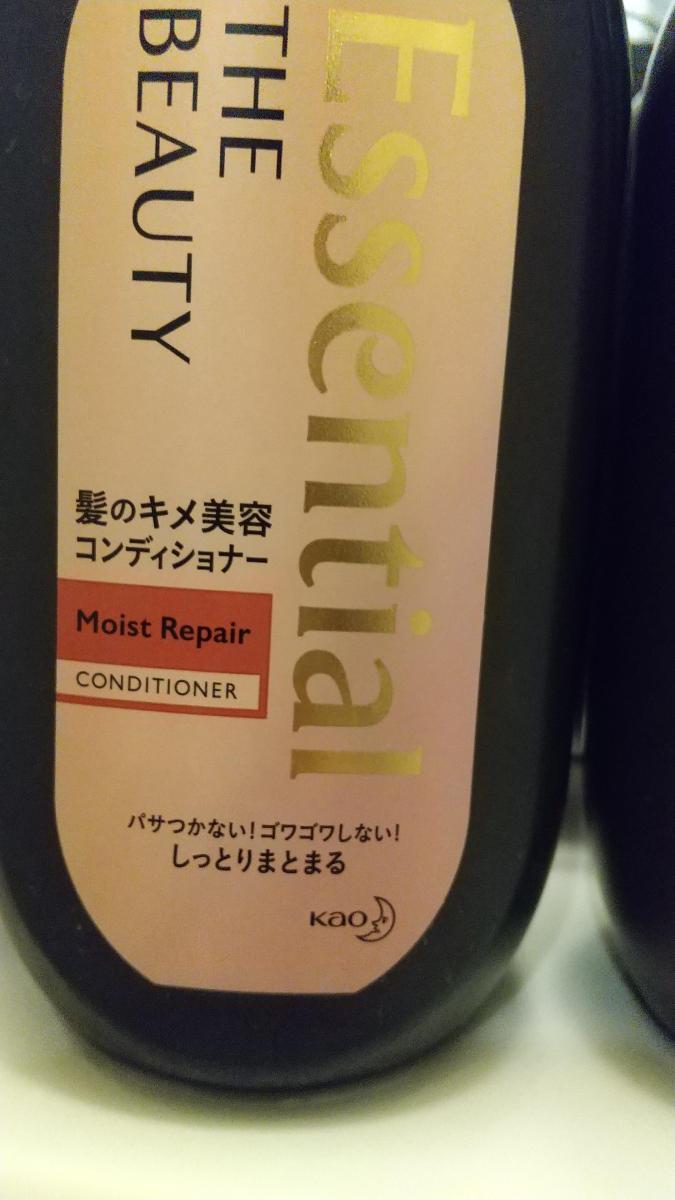 Essential
THE
BEAUTY
髪のキメ美容
コンディショナー
Moist Repair
CONDITIONER
パサつかない!ゴワゴワしない!
しっとりまとまる
Kao